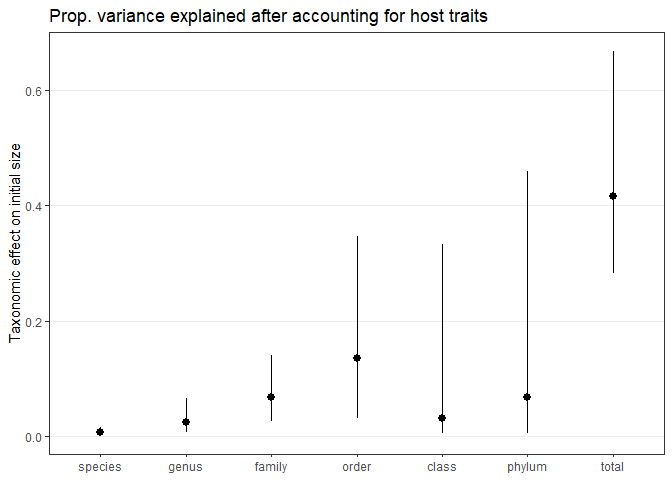 Prop. variance explained after accounting for host traits
Taxonomic effect on initial size
0.6
0.4
0.2
0.0
species genus family order class phylum total